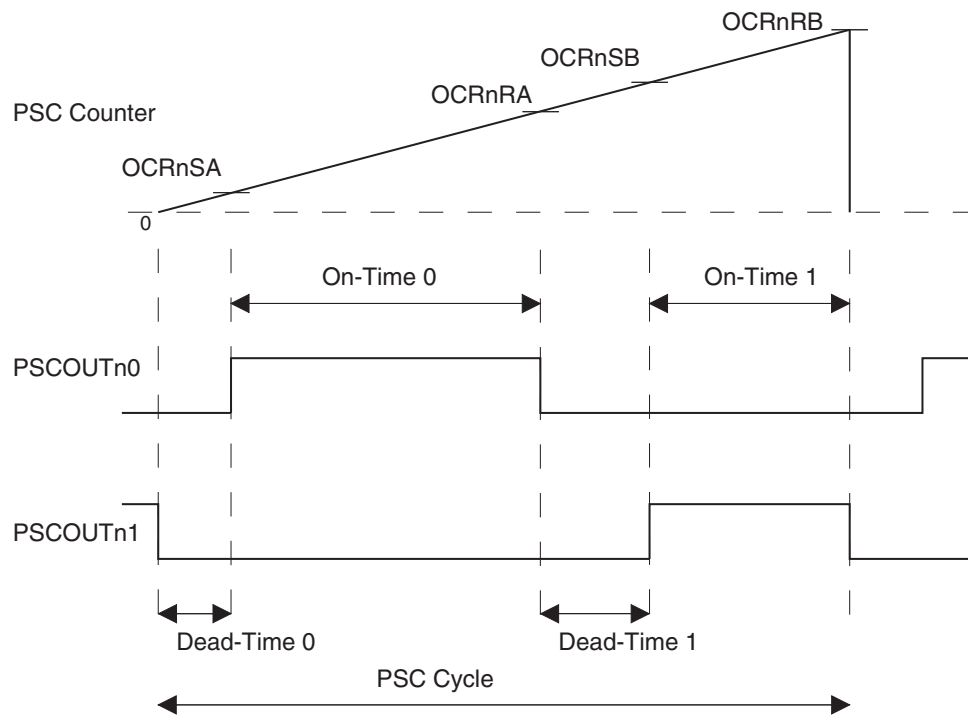 OCRnRB
OCRnSB
OCRnRA
PSC Counter
OCRnSA
0
On-Time 0
On-Time 1
PSCOUTn0
PSCOUTn1
Dead-Time 0
Dead-Time 1
PSC Cycle